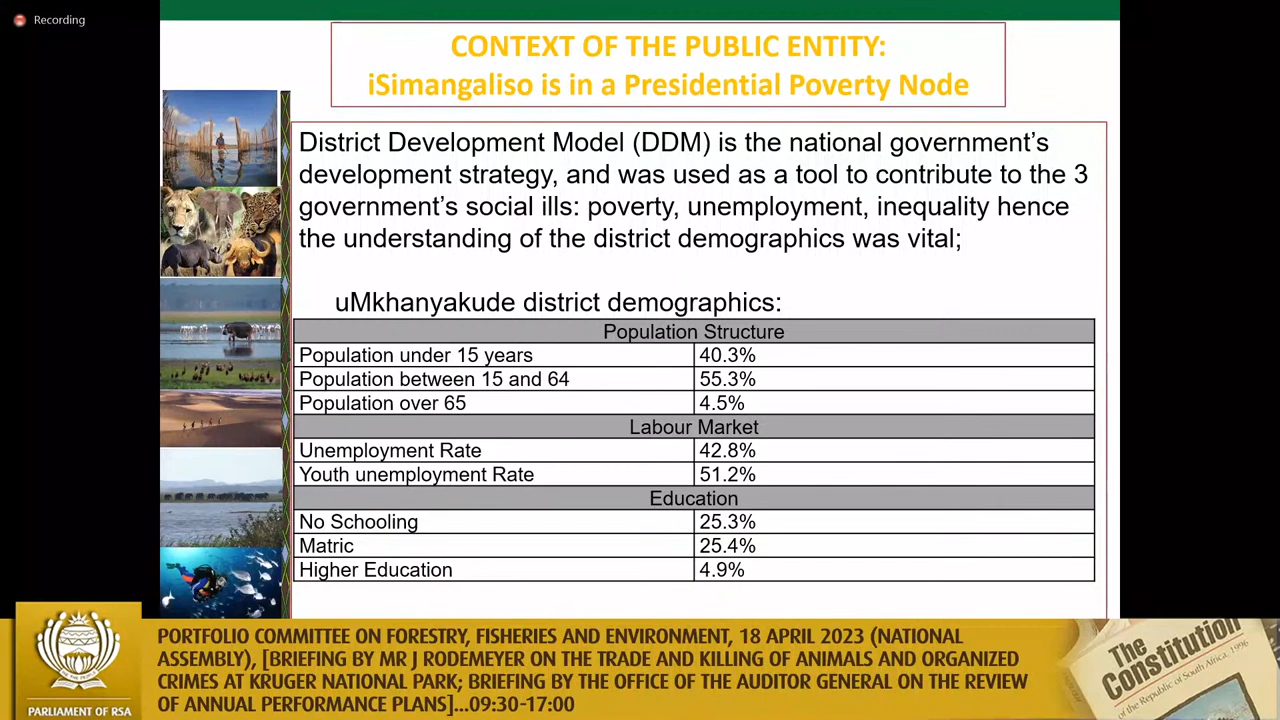 Recording
CONTEXT OF THE PUBLIC ENTITY:
iSimangaliso is in a Presidential Poverty Node
District Development Model (DDM) is the national government’s
development strategy, and was used as a tool to contribute to the 3
government’s social ills: poverty, unemployment, inequality hence
the understanding of the district demographics was vital;
uMkhanyakude district demographics:
Population Structure
Population under 15 years 40.3%
Population between 15 and 64 55.3%
Population over 65 4.5%
Labour Market
Unemployment Rate 42.8%
Youth unemployment Rate 51.2%
Education
No Schooling 25.3%
Matric 25.4%
Higher Education 4.9%
PORTFOLIO COMMITTEE ON FORESTRY, FISHERIES AND ENVIRONMENT, 18 APRIL 2023 (NATIONAL
ASSEMBLY), [BRIEFING BY MR J RODEMEYER ON THE TRADE AND KILLING OF ANIMALS AND ORGANIZED
CRIMES AT KRUGER NATIONAL PARK; BRIEFING BY THE OFFICE OF THE AUDITOR GENERAL ON THE REVIEW
OF ANNUAL PERFORMANCE PLANS]...09:30-17:00
PARLIAMENT OF RSA
The
Constitution
of the Republic of South Africa, 1996